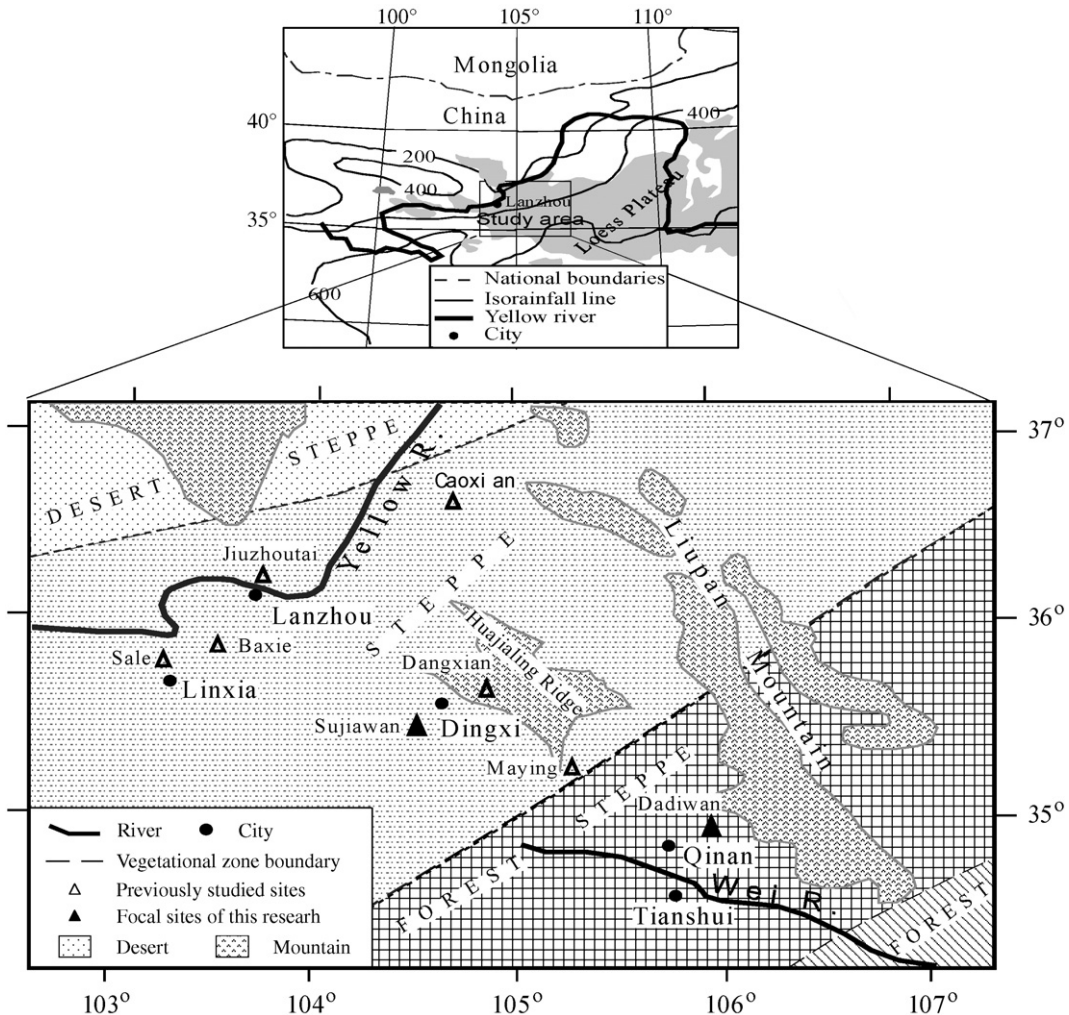 100° 105° 110°
Mongolia
China
40°
400
200
400
Lanzhou
35°
Study area
Loess Plateau
600
National boundaries
Isorainfall line
Yellow river
City
37°
DESERT STEPPE
Yellow R.
Caoxi an
Jiuzhoutai
Lanzhou
STEPPE
Liupan Mountain
36°
Sale
Baxie
Linxia
Huajialing Ridge
Dangxian
Sujiawan
Dingxi
Maying
FOREST STEPPE
Dadiwan
35°
Qinan
Wei R.
Tianshui
FOREST
River
City
Vegetational zone boundary
Previously studied sites
Focal sites of this researh
Desert
Mountain
103° 104° 105° 106° 107°